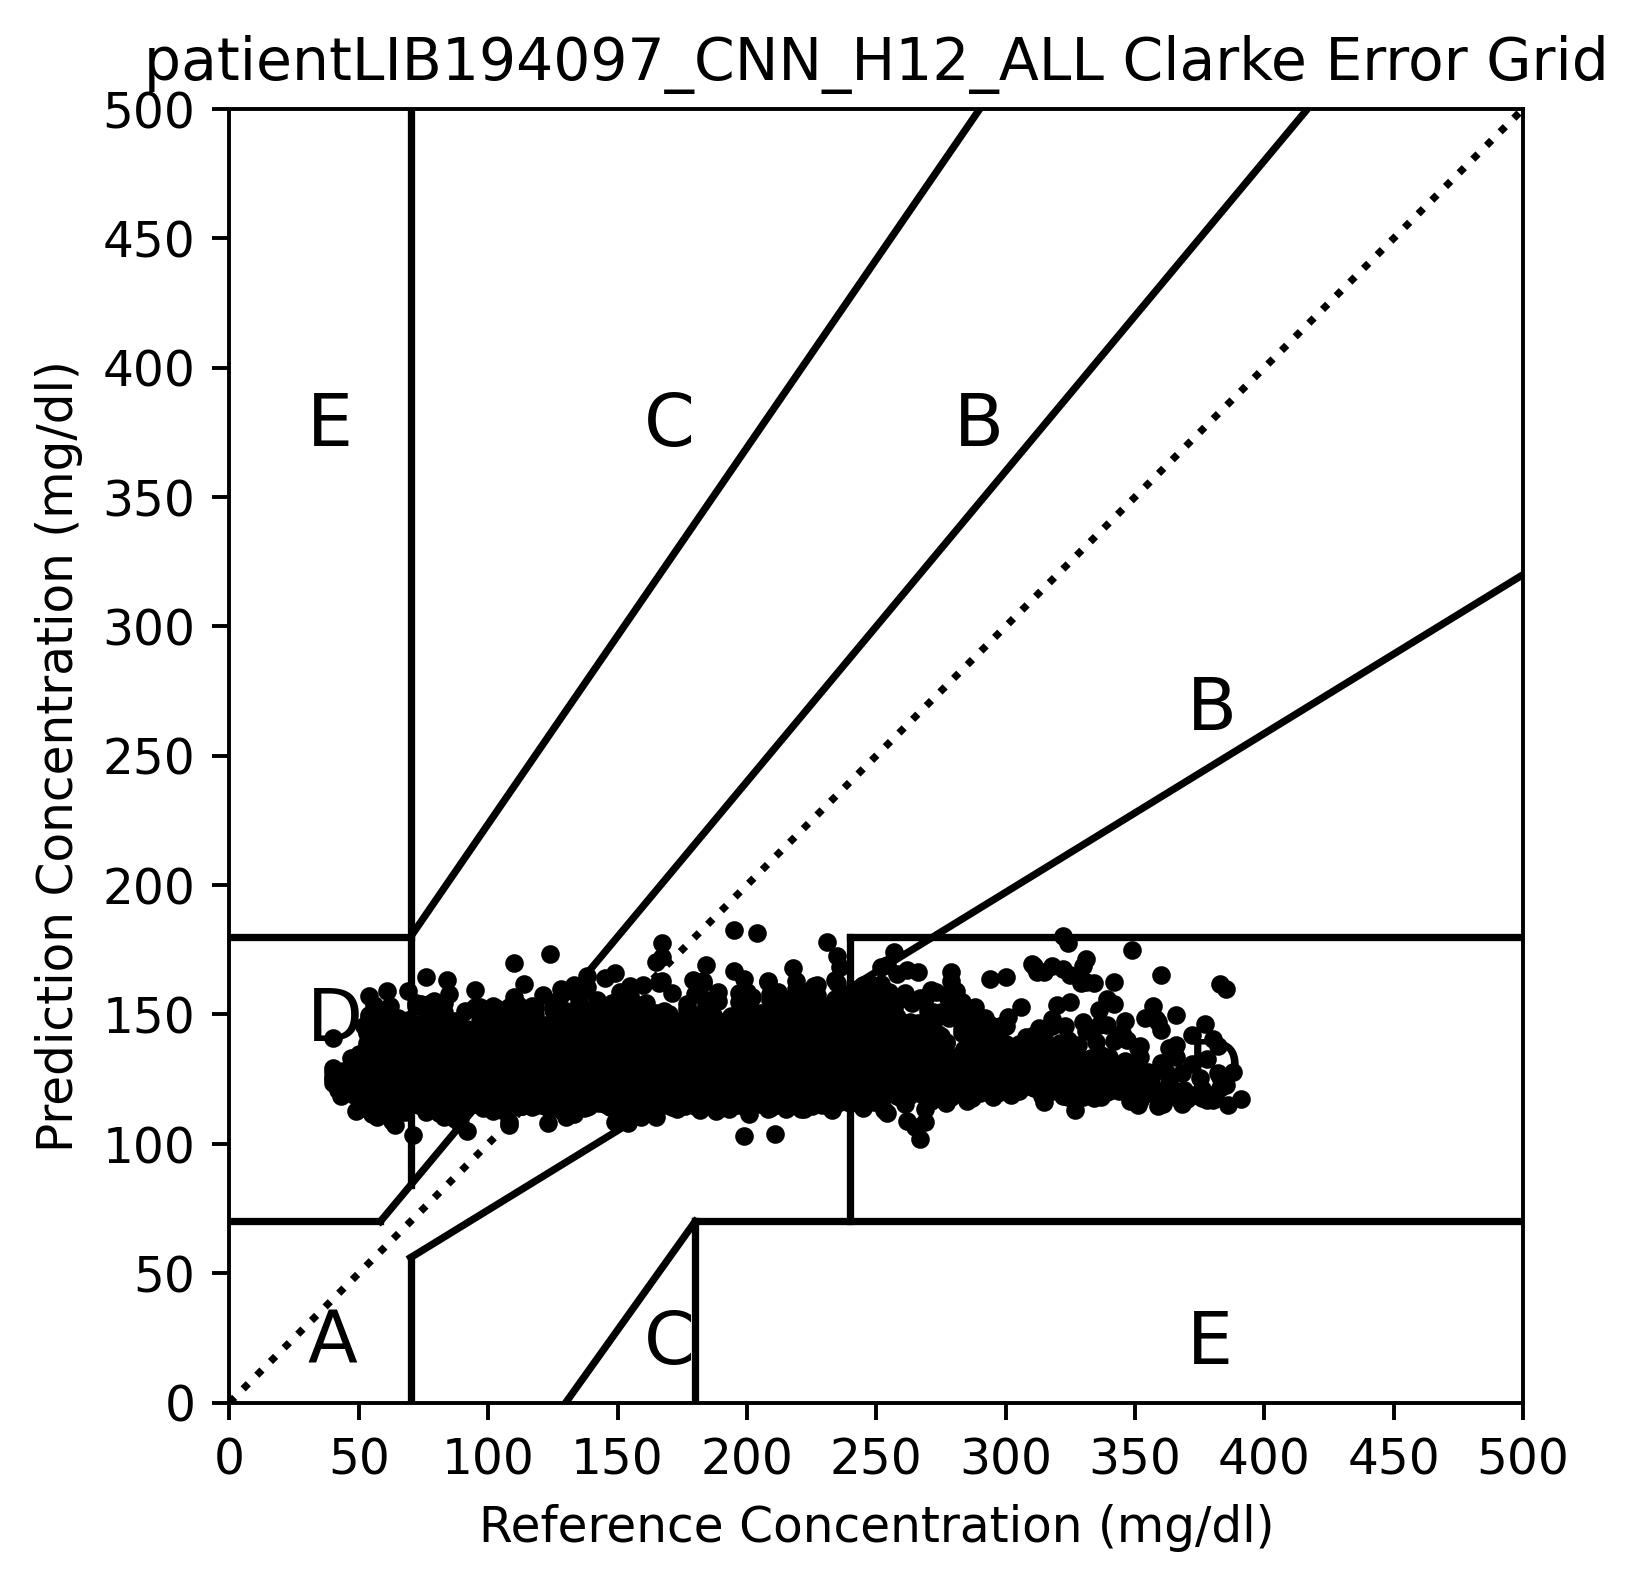 patientLIB194097_CNN_H12_ALL Clarke Error Grid
Prediction Concentration (mg/dl)
500
450
400
350
300
250
200
150
100
50
0
E
C
B
B
D
D
A
C
E
0 50 100 150 200 250 300 350 400 450 500
Reference Concentration (mg/dl)